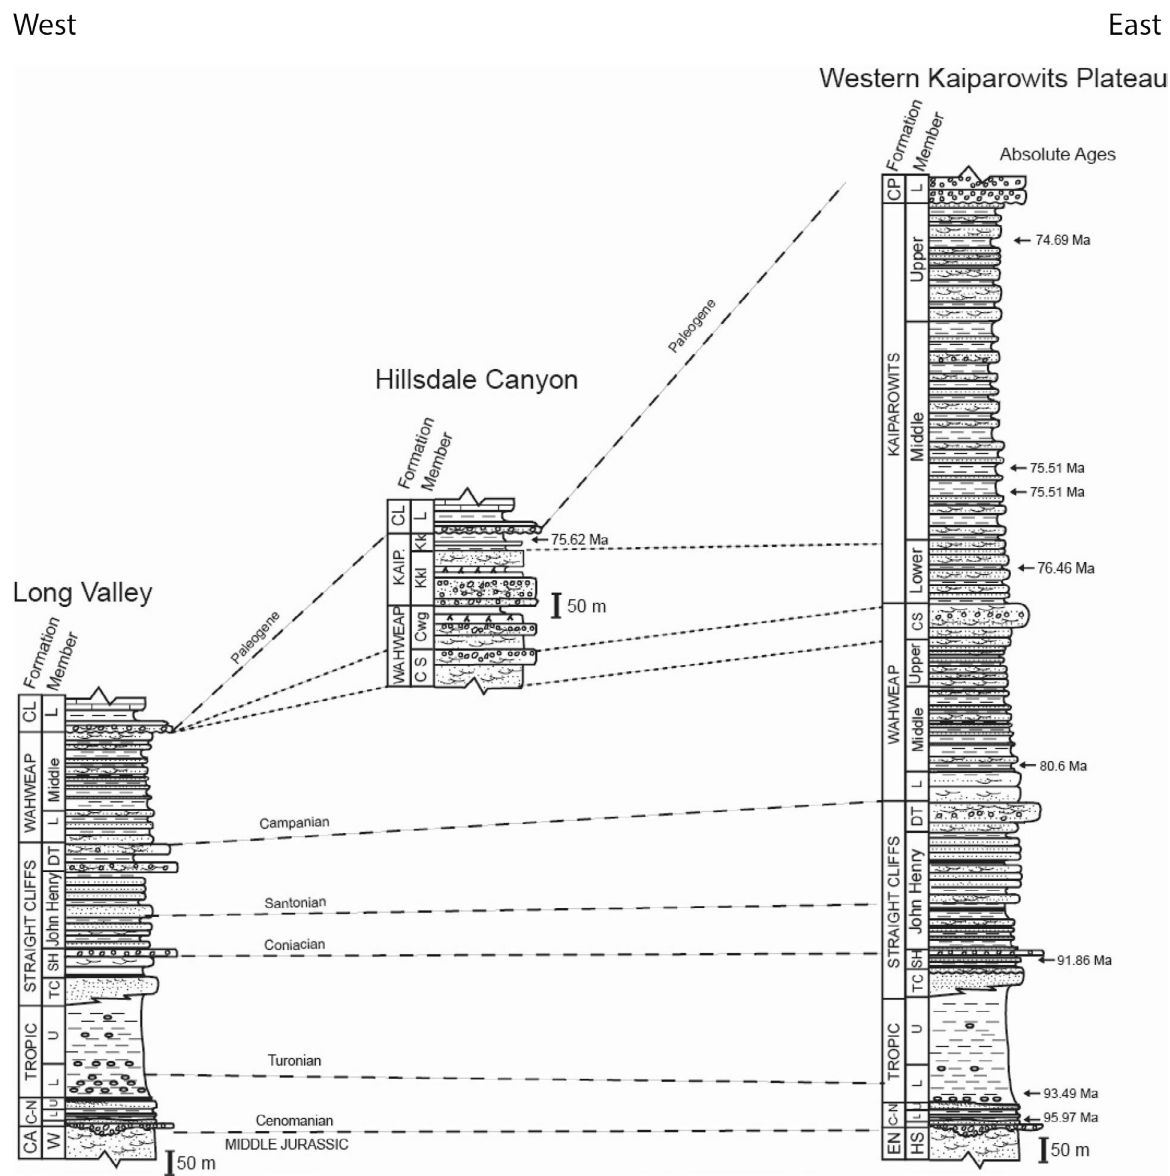 West
East
Western Kaiparowits Plateau
Formation
Member
Absolute Ages
CP
L
KAIPAROWITS
Upper
74.69 Ma
Middle
75.51 Ma
75.51 Ma
Lower
76.46 Ma
WAHWEAP
CS
Upper
Middle
80.6 Ma
L
STRAIGHT CLIFFS
DT
John Henry
SH
91.86 Ma
TC
TROPIC
U
L
93.49 Ma
C-N
U
L
95.97 Ma
EN
HS
50 m
Paleogene
Hillsdale Canyon
Formation
Member
CL
L
KAIP.
Kk
75.62 Ma
Kkl
50 m
WAHWEAP
Cwg
CS
Paleogene
Long Valley
Formation
Member
CL
L
WAHWEAP
Middle
L
STRAIGHT CLIFFS
DT
John Henry
SH
TC
TROPIC
U
L
C-N
U
L
CA
W
50 m
Campanian
Santonian
Coniacian
Turonian
Cenomanian
MIDDLE JURASSIC